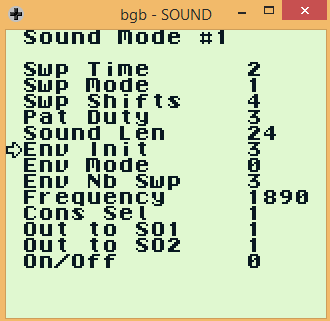 bgb - SOUND
Sound Mode #1
Swp Time 2
Swp Mode 1
Swp Shifts 4
Pat Duty 3
Sound Len 24
Env Init 3
Env Mode 0
Env Nb Swp 3
Frequency 1890
Cons Sel 1
Out to SO1 1
Out to SO2 1
On/Off 0